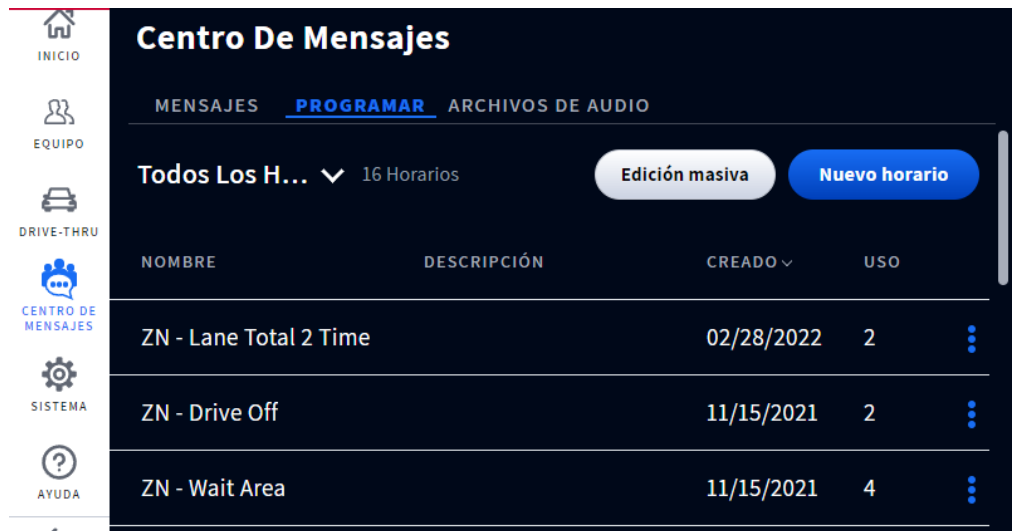 INICIO
EQUIPO
DRIVE-THRU
CENTRO DE
MENSAJES
SISTEMA
AYUDA
Centro De Mensajes
MENSAJES PROGRAMAR ARCHIVOS DE AUDIO
Todos Los H... 16 Horarios Edición masiva Nuevo horario
NOMBRE DESCRIPCIÓN CREADO USO
ZN - Lane Total 2 Time 02/28/2022 2
ZN - Drive Off 11/15/2021 2
ZN - Wait Area 11/15/2021 4